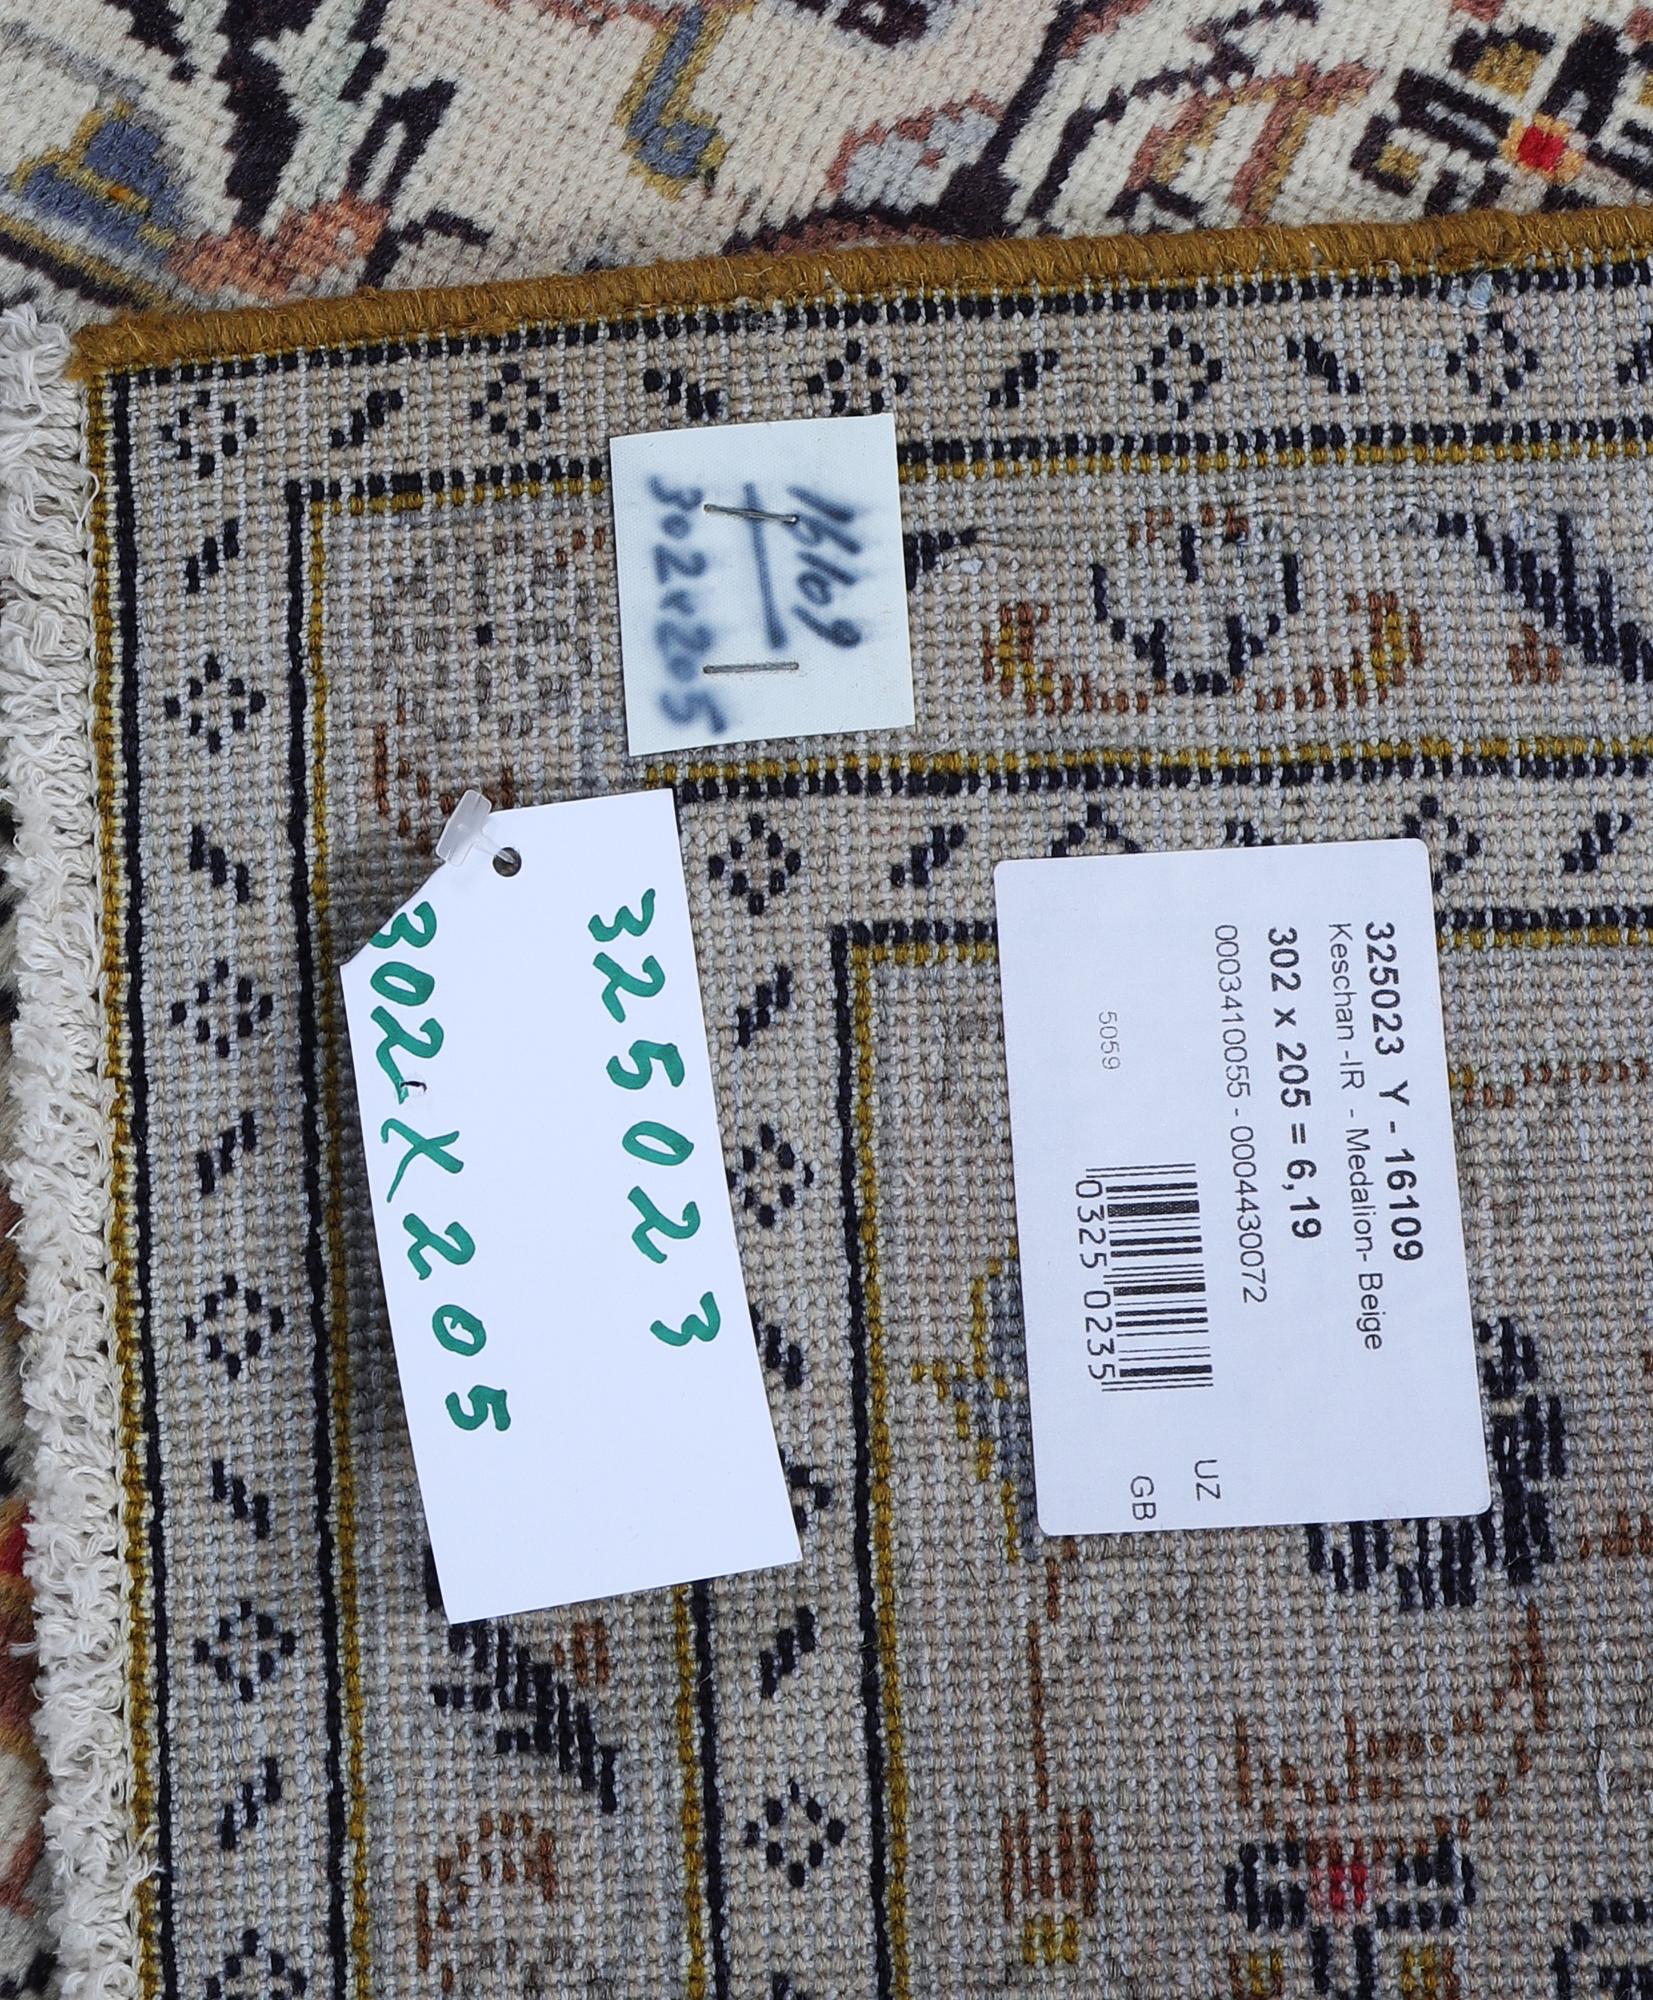 16109
302x205
325023
302X205
325023 Y - 16109
Keschan -IR - Medalion- Beige
302 x 205 = 6,19
0003410055 - 0004430072
UZ
0325 0235
GB
5059